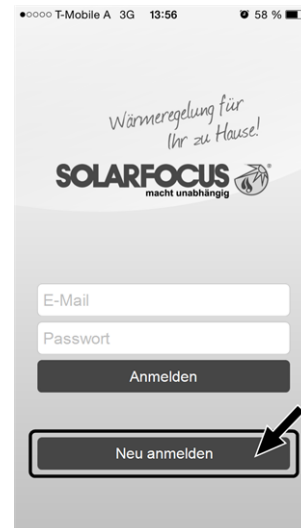 T-Mobile A 3G 13:56 58 %
Wärmeregelung für
Ihr zu Hause!
SOLARFOCUS
macht unabhängig
E-Mail
Passwort
Anmelden
Neu anmelden